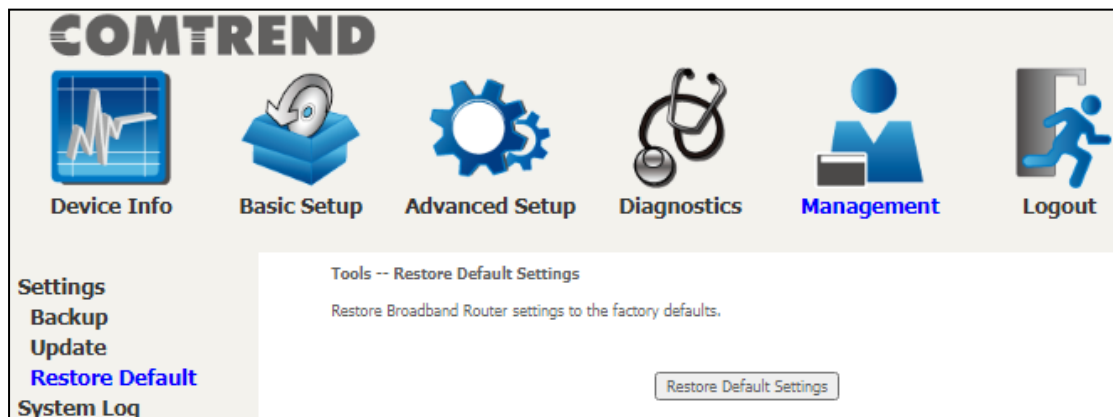 COMTREND
Device Info Basic Setup Advanced Setup Diagnostics Management Logout
Settings
Backup
Update
Restore Default
System Log
Tools -- Restore Default Settings
Restore Broadband Router settings to the factory defaults.
Restore Default Settings